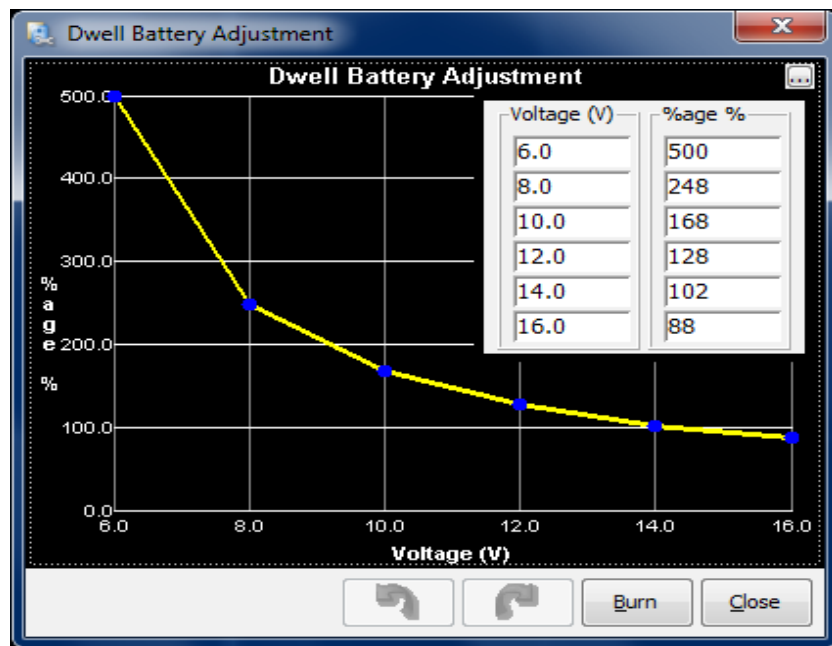 Dwell Battery Adjustment
Dwell Battery Adjustment
...
500.0
400.0
300.0
200.0
100.0
0.0
%age %
6.0 8.0 10.0 12.0 14.0 16.0
Voltage (V)
Voltage (V) %age %
6.0 500
8.0 248
10.0 168
12.0 128
14.0 102
16.0 88
Burn Close